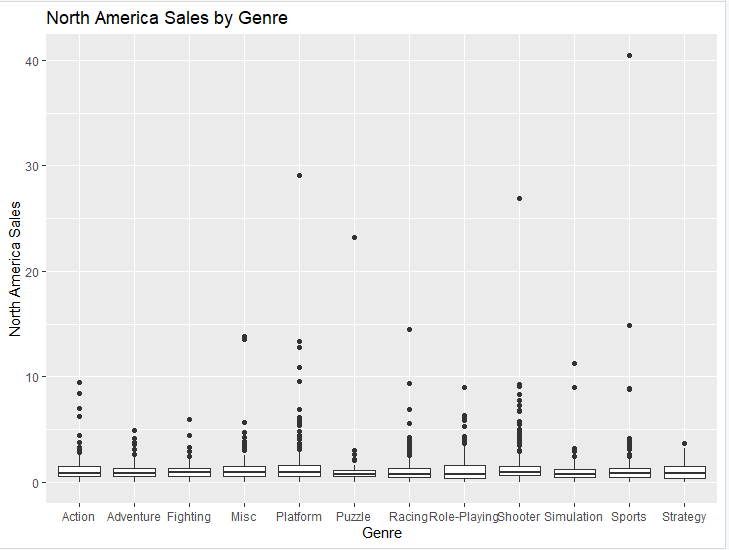 North America Sales by Genre
40
30
20
10
0
North America Sales
Action Adventure Fighting Misc Platform Puzzle Racing Role-Playing Shooter Simulation Sports Strategy
Genre